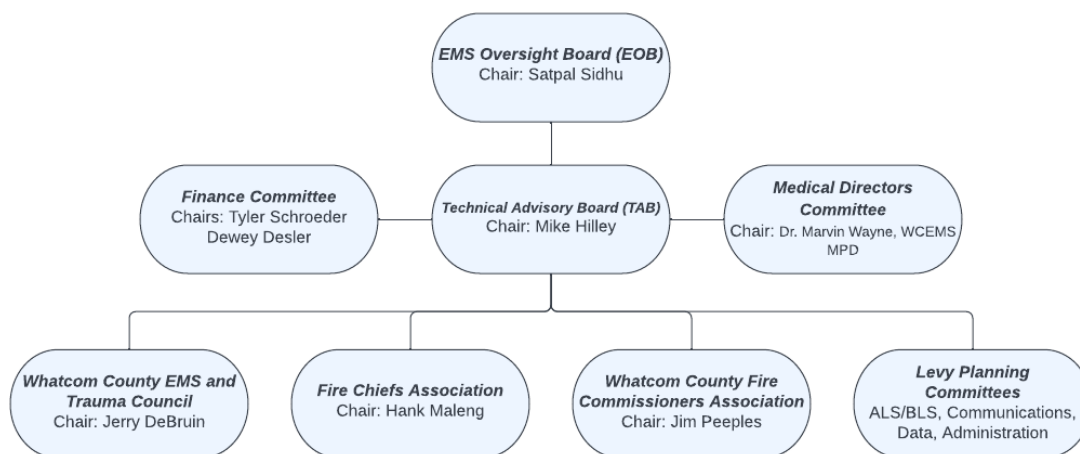 EMS Oversight Board (EOB)
Chair: Satpal Sidhu
Finance Committee
Chairs: Tyler Schroeder
Dewey Desler
Technical Advisory Board (TAB)
Chair: Mike Hilley
Medical Directors
Committee
Chair: Dr. Marvin Wayne, WCEMS
MPD
Whatcom County EMS and
Trauma Council
Chair: Jerry DeBruin
Fire Chiefs Association
Chair: Hank Maleng
Whatcom County Fire
Commissioners Association
Chair: Jim Peeples
Levy Planning
Committees
ALS/BLS, Communications,
Data, Administration